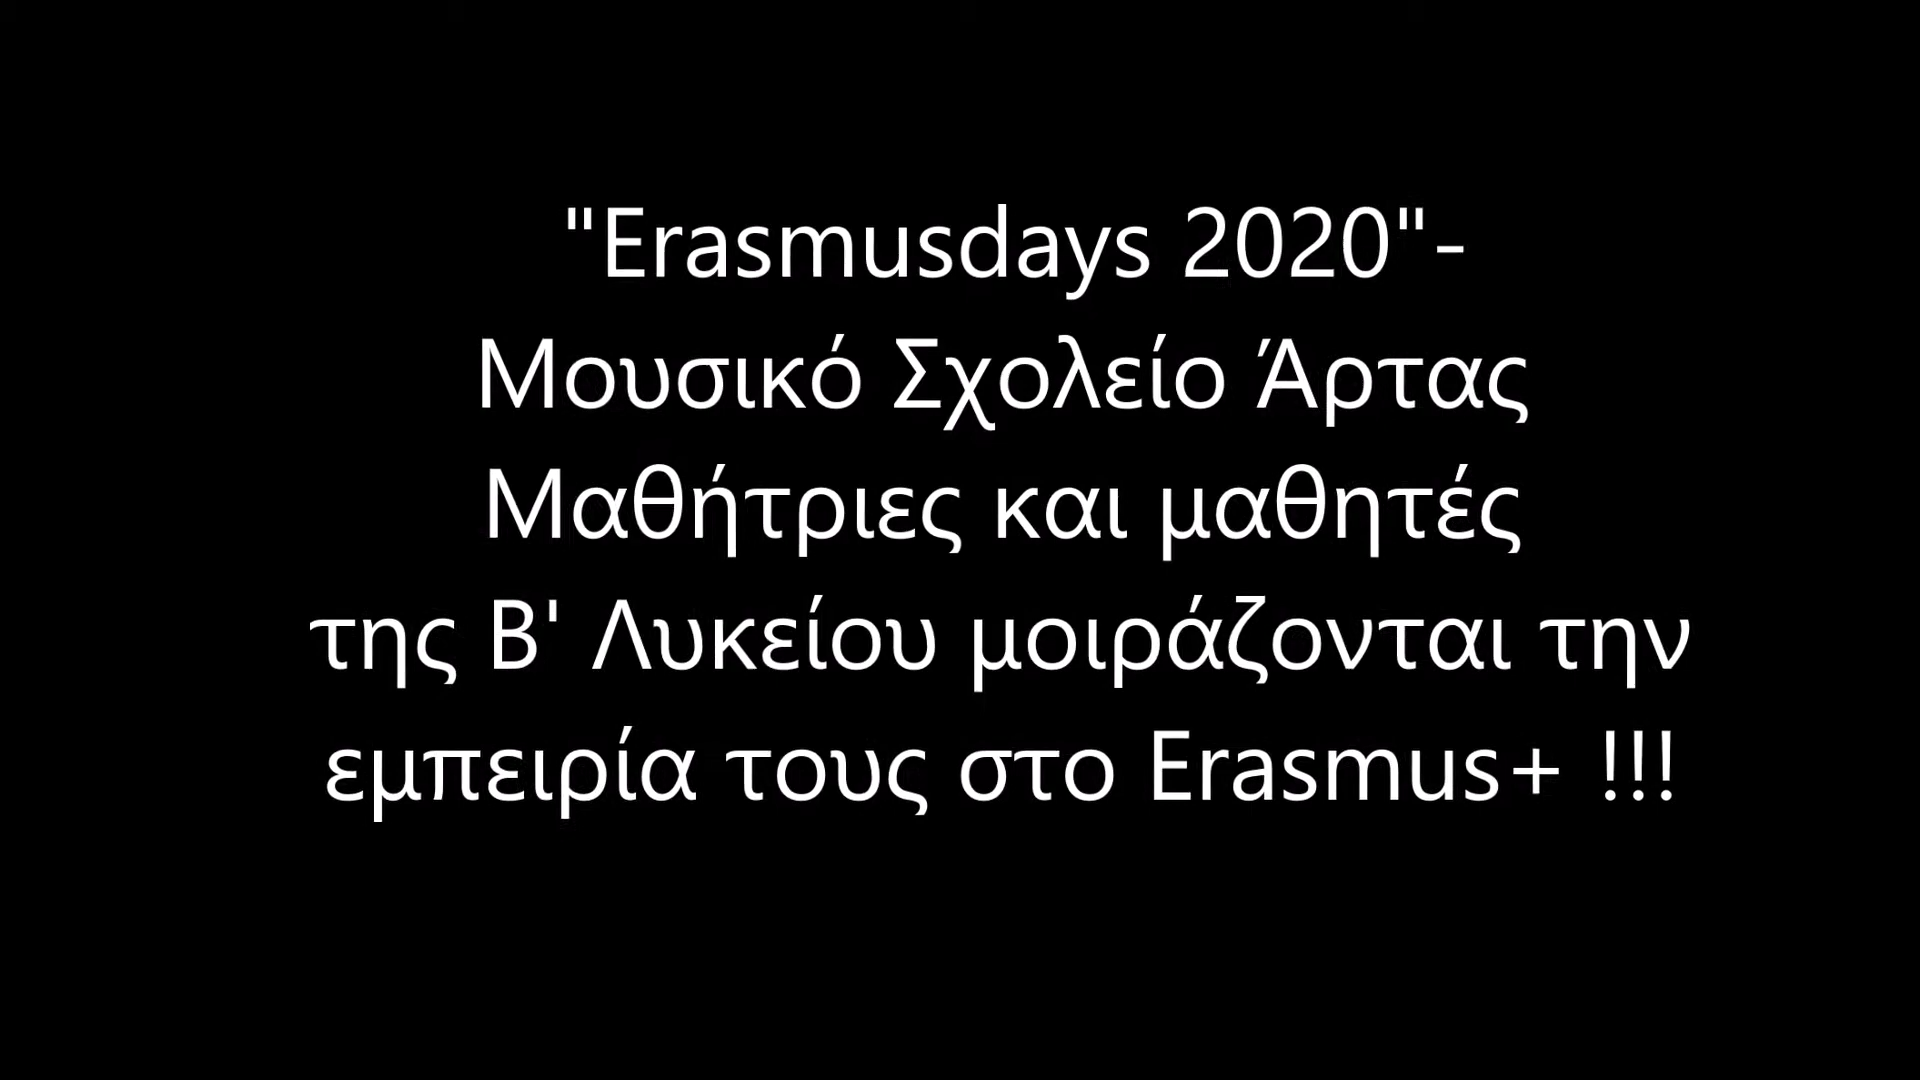 "Erasmusdays 2020"-
Μουσικό Σχολείο Άρτας
Μαθήτριες και μαθητές
της Β' Λυκείου μοιράζονται την
εμπειρία τους στο Erasmus+ !!!